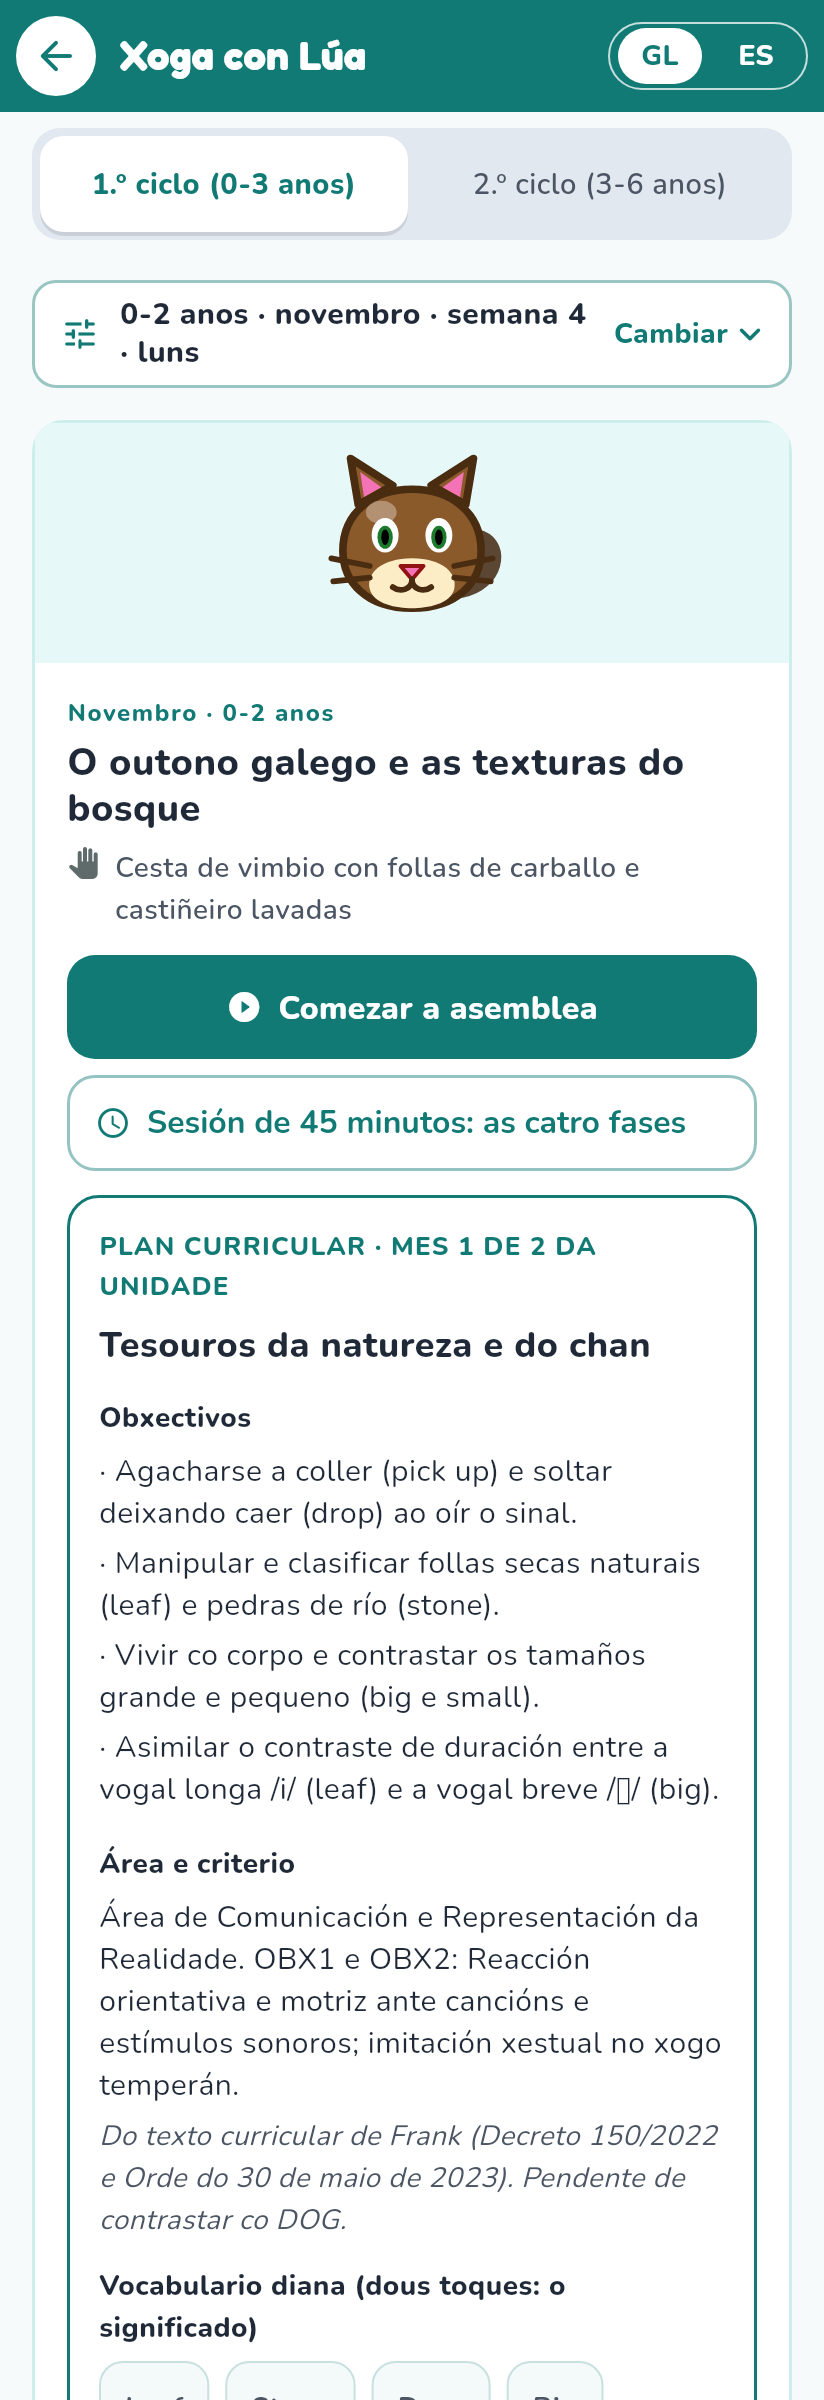 Xoga con Lúa
GL ES
1.º ciclo (0-3 anos)
2.º ciclo (3-6 anos)
0-2 anos · novembro · semana 4
· luns
Cambiar
Novembro · 0-2 anos
O outono galego e as texturas do
bosque
Cesta de vimbio con follas de carballo e
castiñeiro lavadas
Comezar a asemblea
Sesión de 45 minutos: as catro fases
PLAN CURRICULAR · MES 1 DE 2 DA
UNIDADE
Tesouros da natureza e do chan
Obxectivos
· Agacharse a coller (pick up) e soltar
deixando caer (drop) ao oír o sinal.
· Manipular e clasificar follas secas naturais
(leaf) e pedras de río (stone).
· Vivir co corpo e contrastar os tamaños
grande e pequeno (big e small).
· Asimilar o contraste de duración entre a
vogal longa /i/ (leaf) e a vogal breve /▯/ (big).
Área e criterio
Área de Comunicación e Representación da
Realidade. OBX1 e OBX2: Reacción
orientativa e motriz ante cancións e
estímulos sonoros; imitación xestual no xogo
temperán.
Do texto curricular de Frank (Decreto 150/2022
e Orde do 30 de maio de 2023). Pendente de
contrastar co DOG.
Vocabulario diana (dous toques: o
significado)